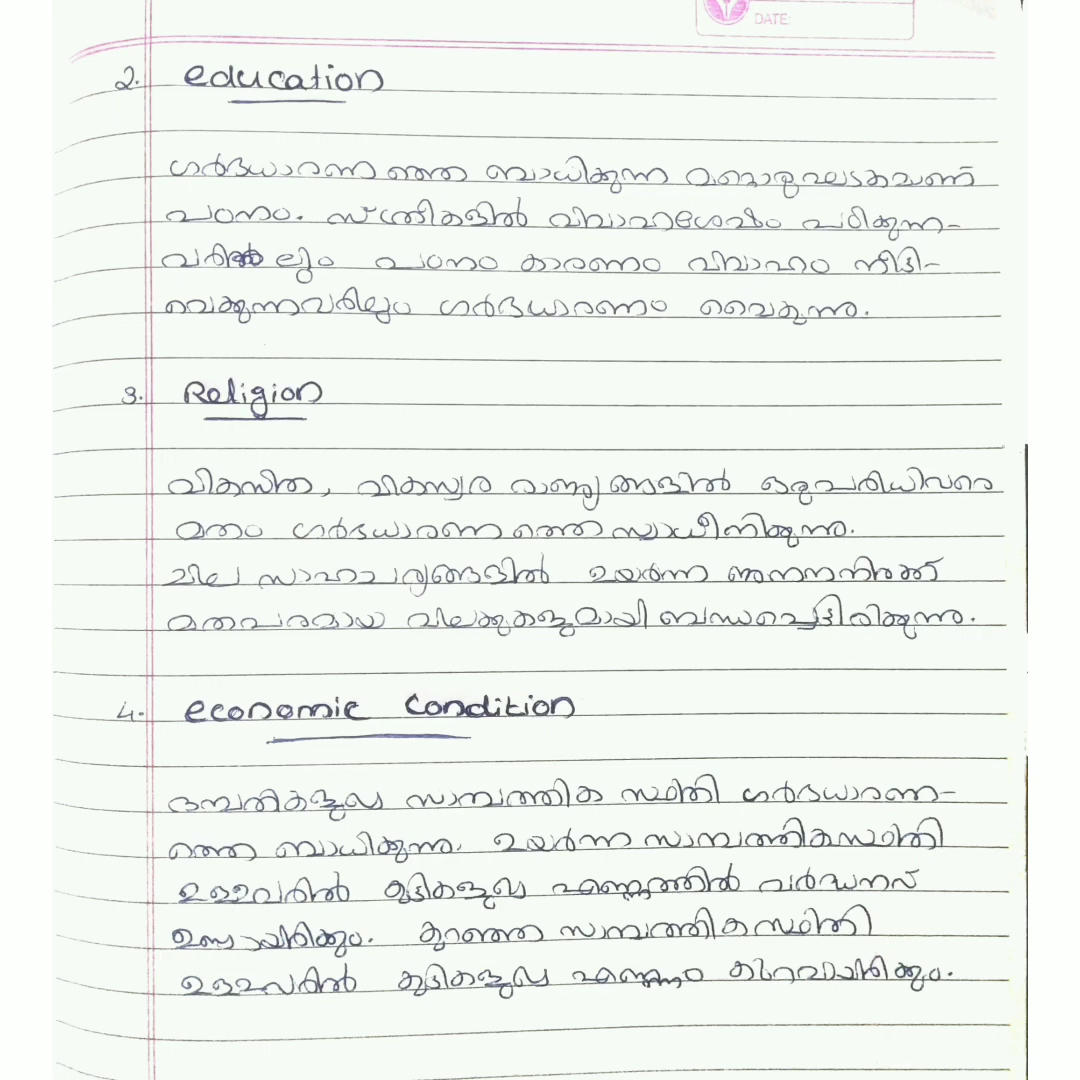 DATE:
2. education
ഗർഭധാരണത്തെ ബാധിക്കുന്ന മറ്റൊരു ഘടകമാണ്
പഠനം. സ്ത്രീകളിൽ വിവാഹശേഷം പഠിക്കുന്ന-
വരിലും പഠനം കാരണം വിവാഹം നീട്ടി-
വെക്കുന്നവരിലും ഗർഭധാരണം വൈകുന്നു.
3. Religion
വികസിത, വികസ്വര രാജ്യങ്ങളിൽ ഒരു പരിധിവരെ
മതം ഗർഭധാരണത്തെ സ്വാധീനിക്കുന്നു.
ചില സാഹചര്യങ്ങളിൽ ഉയർന്ന ജനനനിരക്ക്
മതപരമായ വിലക്കുകളുമായി ബന്ധപ്പെട്ടിരിക്കുന്നു.
4. economic condition
ദമ്പതികളുടെ സാമ്പത്തിക സ്ഥിതി ഗർഭധാരണ-
ത്തെ ബാധിക്കുന്നു. ഉയർന്ന സാമ്പത്തികസ്ഥിതി
ഉള്ളവരിൽ കുട്ടികളുടെ എണ്ണത്തിൽ വർദ്ധനവ്
ഉണ്ടായിരിക്കും. കുറഞ്ഞ സാമ്പത്തിക സ്ഥിതി
ഉള്ളവരിൽ കുട്ടികളുടെ എണ്ണം കുറവായിരിക്കും.